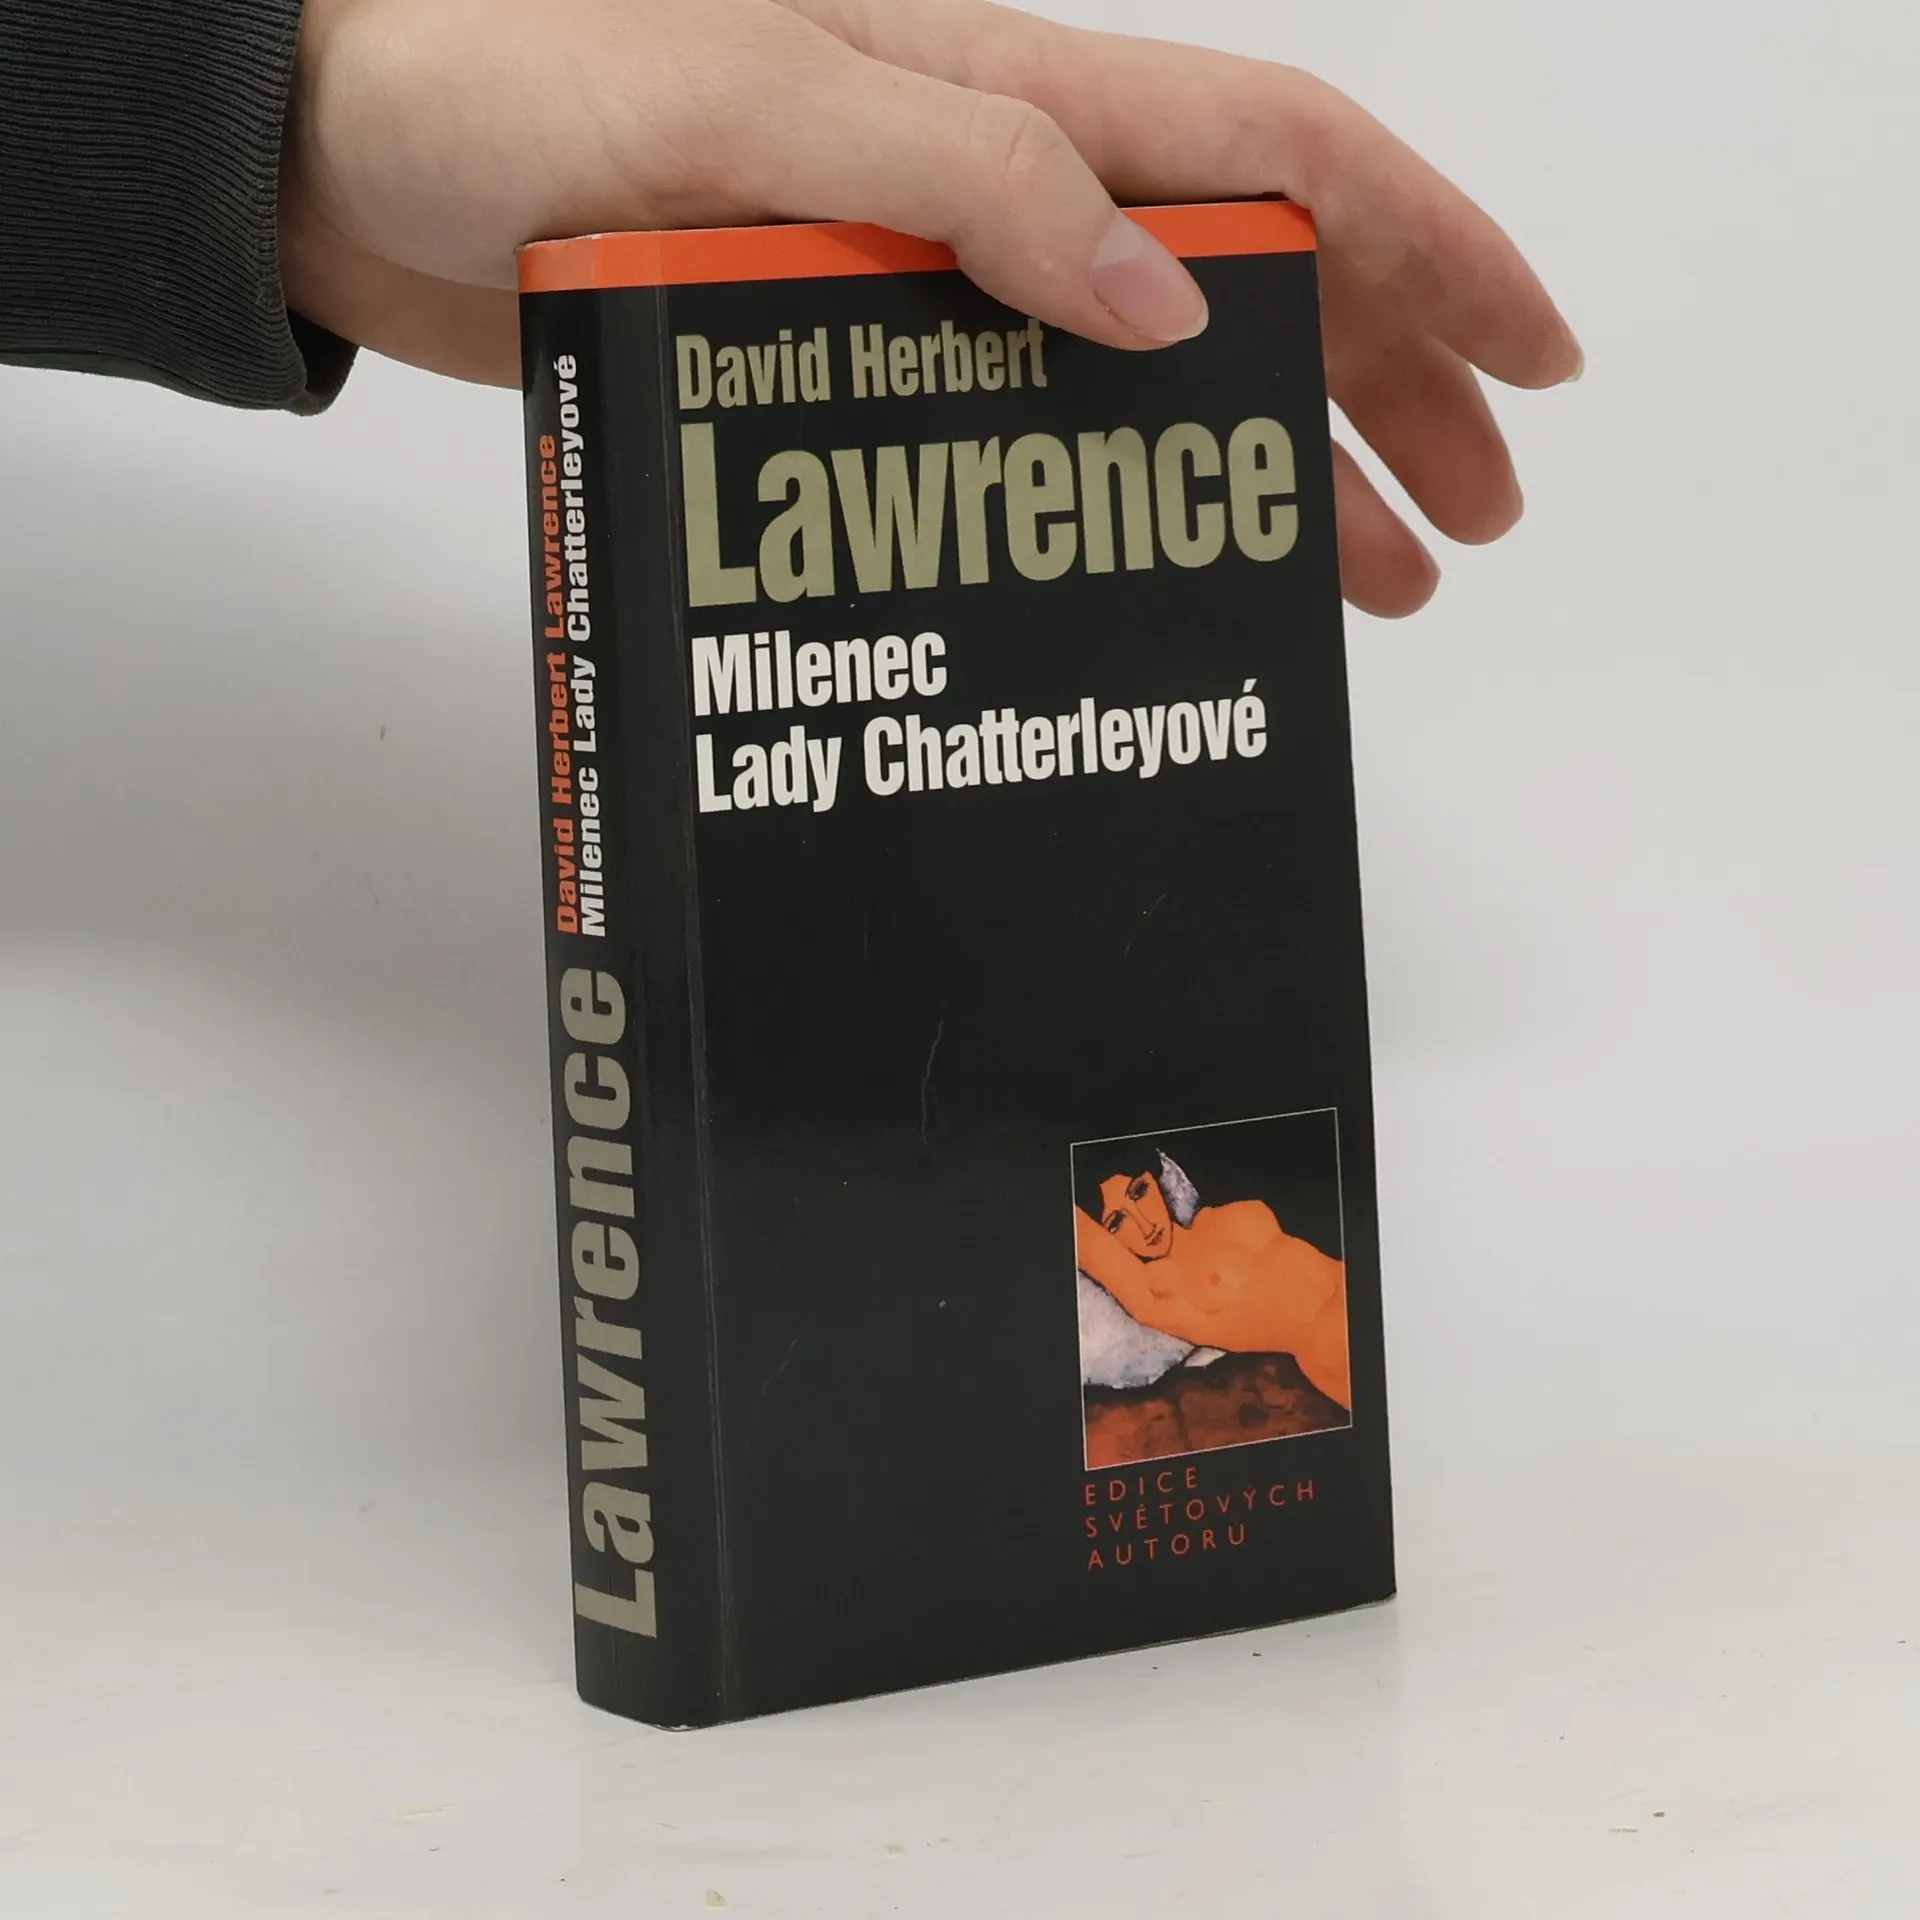 David Herbert
Lawrence
Milenec
Lady Chatterleyové
EDICE
SVĚTOVÝCH
AUTORŮ
David Herbert Lawrence
Milenec Lady Chatterleyové
Lawrence